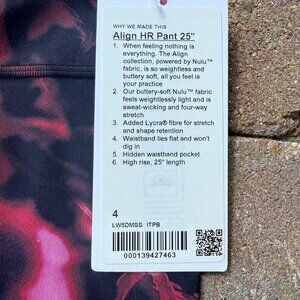 WHY WE MADE THIS
Align HR Pant 25"
1. When feeling nothing is
everything. The Align
collection, powered by Nulu™
fabric, is so weightless and
buttery soft, all you feel is
your practice
2. Our buttery-soft Nulu™ fabric
feels weightlessly light and is
sweat-wicking and four-way
stretch
3. Added Lycra® fibre for stretch
and shape retention
4. Waistband lies flat and won't
dig in
5. Hidden waistband pocket
6. High rise, 25" length
4
LW5DMSS ITPB
000139427463